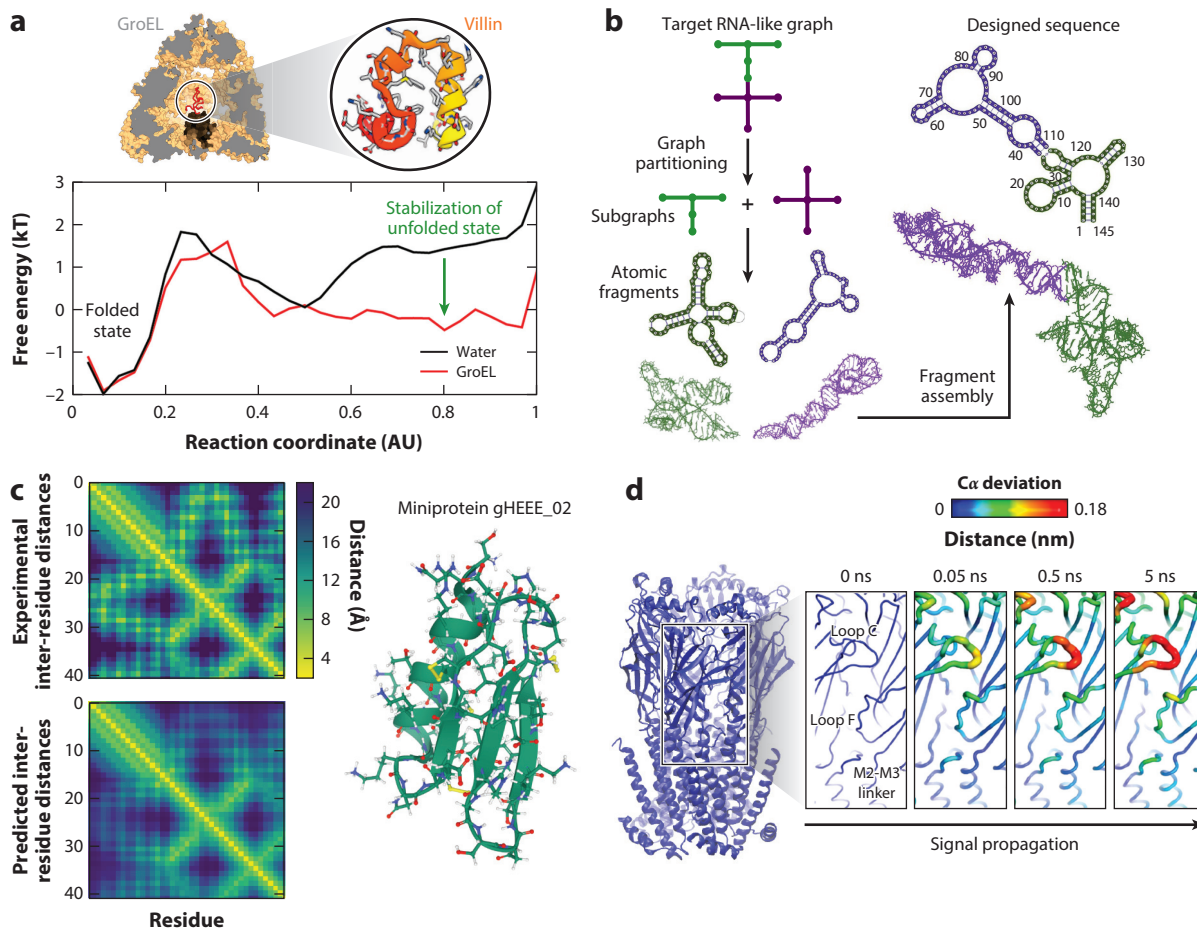 a
GroEL
Villin
Free energy (kT)
3
2
1
0
−1
−2
Stabilization of
unfolded state
Folded
state
Water
GroEL
0
0.2
0.4
0.6
0.8
1
Reaction coordinate (AU)
b
Target RNA-like graph
Graph
partitioning
Subgraphs
+
Atomic
fragments
Fragment
assembly
Designed sequence
80
90
70
100
60
50
110
40
120
130
30
20
10
140
1
145
c
Experimental
inter-residue distances
0
10
20
30
40
20
16
12
8
4
Distance (Å)
Miniprotein gHEEE_02
Predicted inter-
residue distances
0
10
20
30
40
Residue
d
Cα deviation
0
0.18
Distance (nm)
0 ns
0.05 ns
0.5 ns
5 ns
Loop C
Loop F
M2–M3
linker
Signal propagation